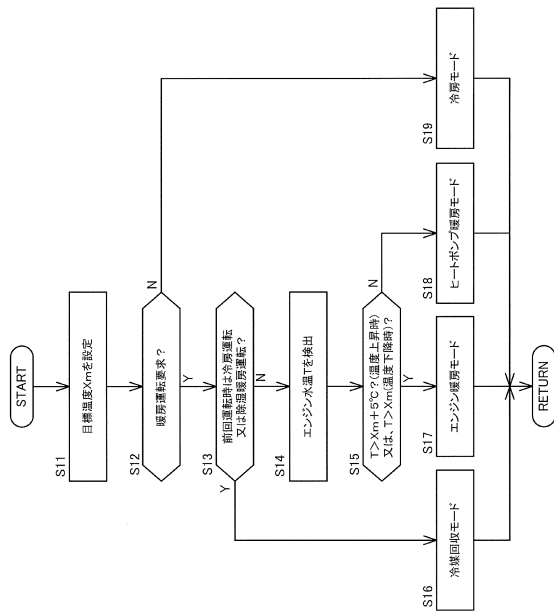 START
S11
目標温度Xmを設定
S12
暖房運転要求？
N
Y
S13
前回運転時は冷房運転
又は除湿暖房運転？
Y
N
S14
エンジン水温Tを検出
S15
T＞Xm＋5℃？(温度上昇時)
又は、T＞Xm(温度下降時)？
N
Y
S16
冷媒回収モード
S17
エンジン暖房モード
S18
ヒートポンプ暖房モード
S19
冷房モード
RETURN